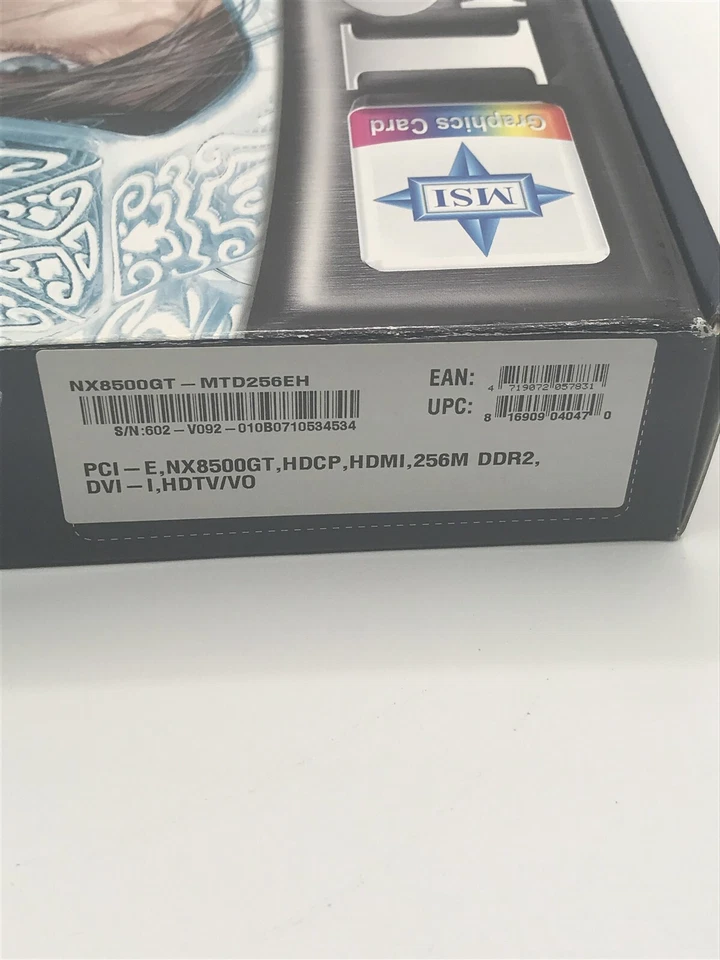 Graphics Card
MSI
NX8500GT-MTD256EH
S/N:602-V092-010B0710534534
EAN: 4 719072 057831
UPC: 8 16909 04047 0
PCI-E,NX8500GT,HDCP,HDMI,256M DDR2,
DVI-I,HDTV/VO